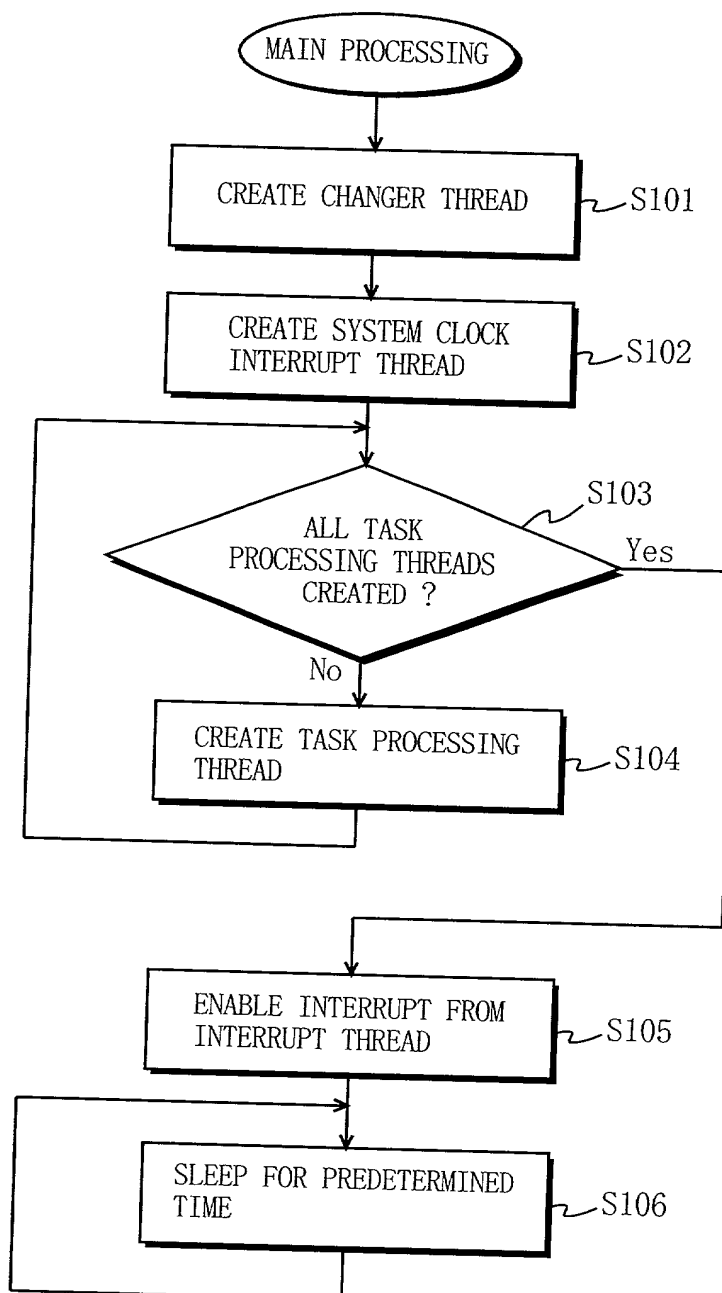 MAIN PROCESSING
CREATE CHANGER THREAD
S101
CREATE SYSTEM CLOCK
INTERRUPT THREAD
S102
S103
ALL TASK
PROCESSING THREADS
CREATED ?
Yes
No
CREATE TASK PROCESSING
THREAD
S104
ENABLE INTERRUPT FROM
INTERRUPT THREAD
S105
SLEEP FOR PREDETERMINED
TIME
S106